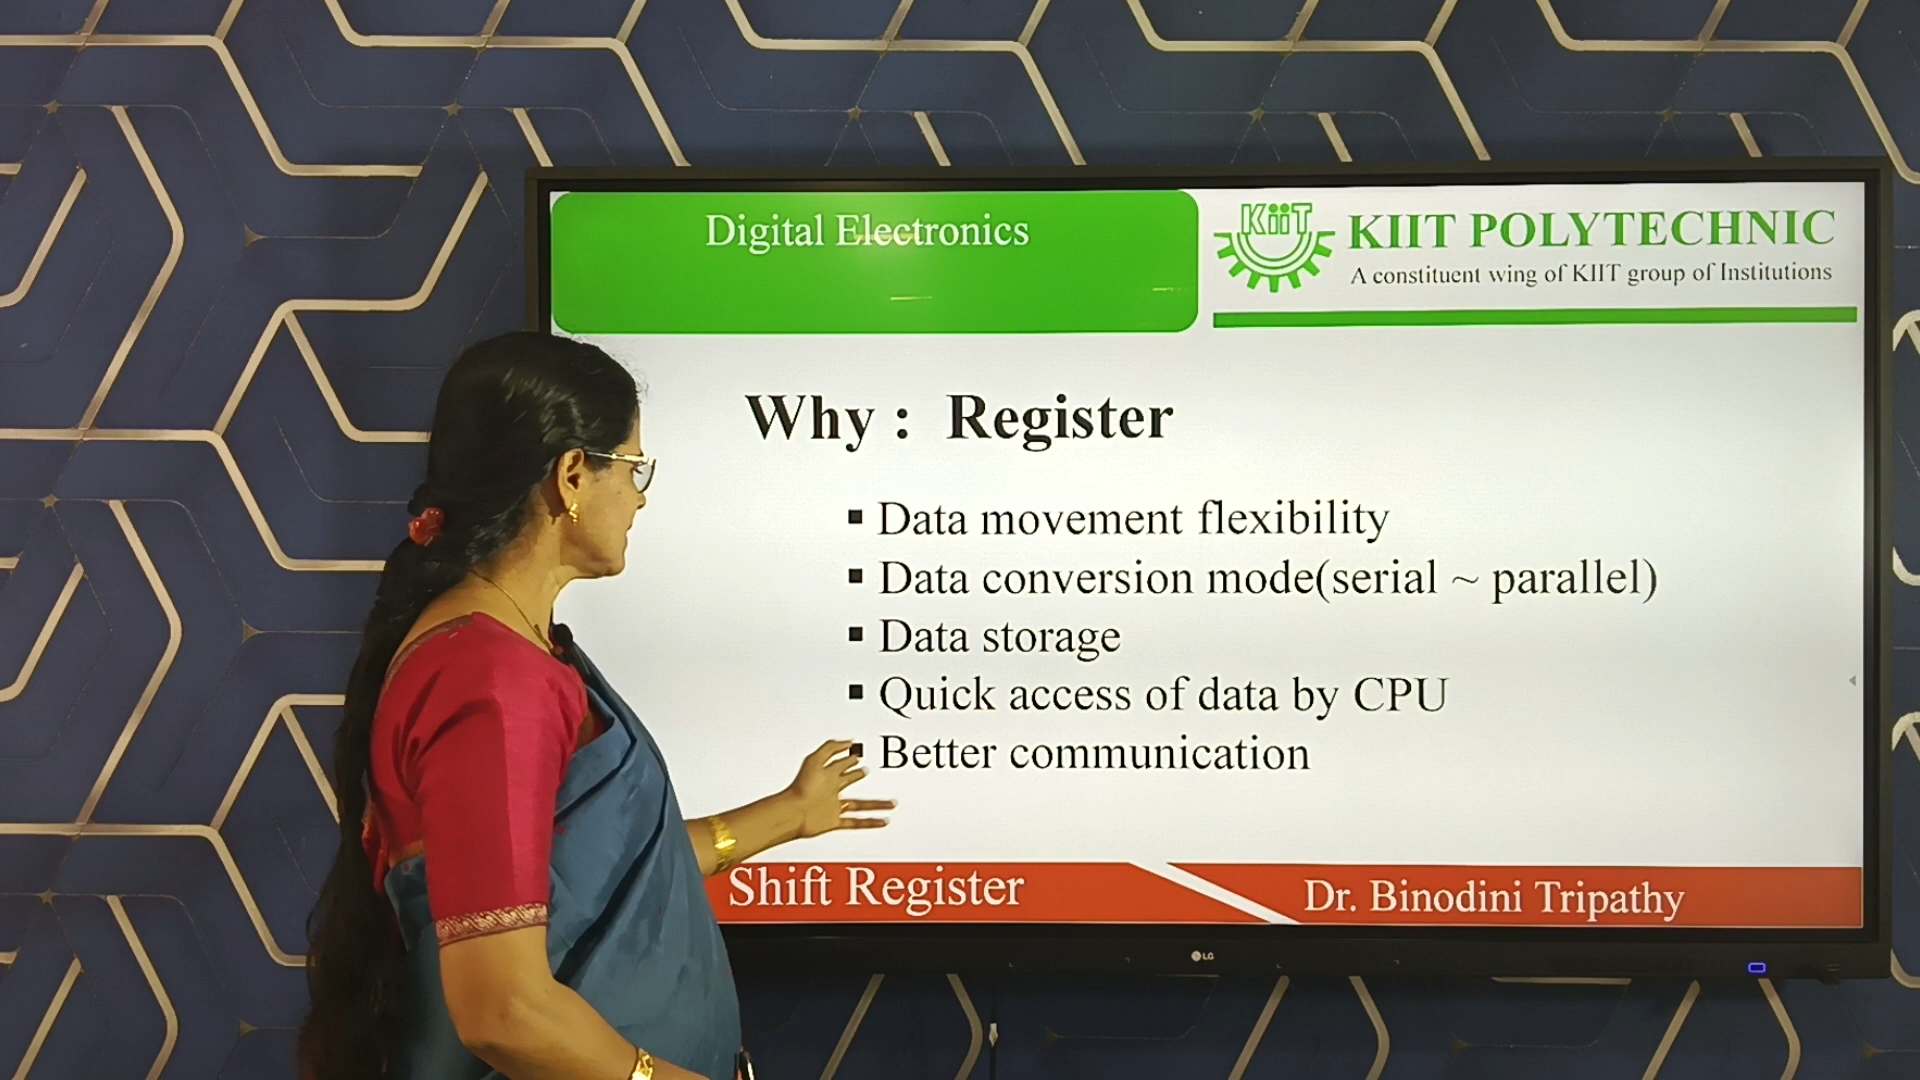 Digital Electronics
KiiT
KIIT POLYTECHNIC
A constituent wing of KIIT group of Institutions
Why : Register
▪ Data movement flexibility
▪ Data conversion mode(serial ~ parallel)
▪ Data storage
▪ Quick access of data by CPU
▪ Better communication
Shift Register
Dr. Binodini Tripathy
LG